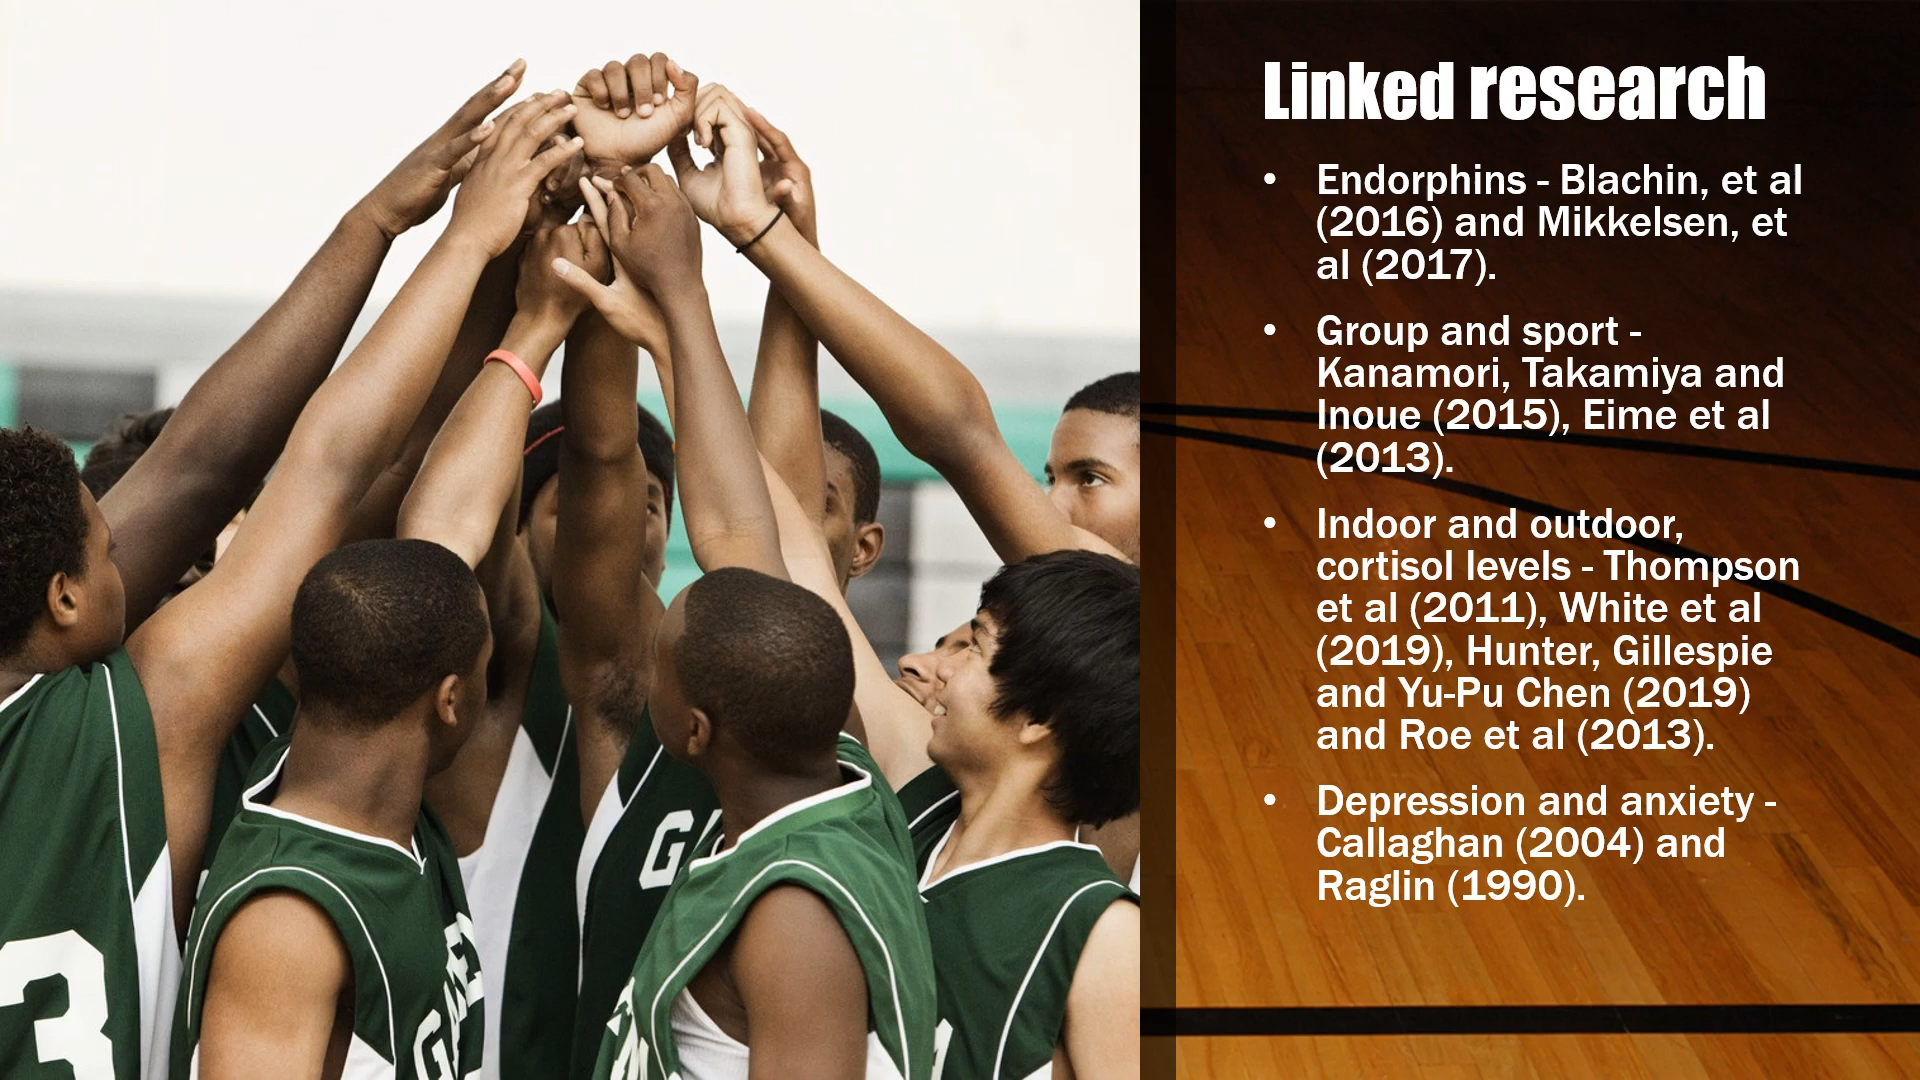 Linked research
• Endorphins - Blachin, et al
(2016) and Mikkelsen, et
al (2017).
• Group and sport -
Kanamori, Takamiya and
Inoue (2015), Eime et al
(2013).
• Indoor and outdoor,
cortisol levels - Thompson
et al (2011), White et al
(2019), Hunter, Gillespie
and Yu-Pu Chen (2019)
and Roe et al (2013).
• Depression and anxiety -
Callaghan (2004) and
Raglin (1990).
3